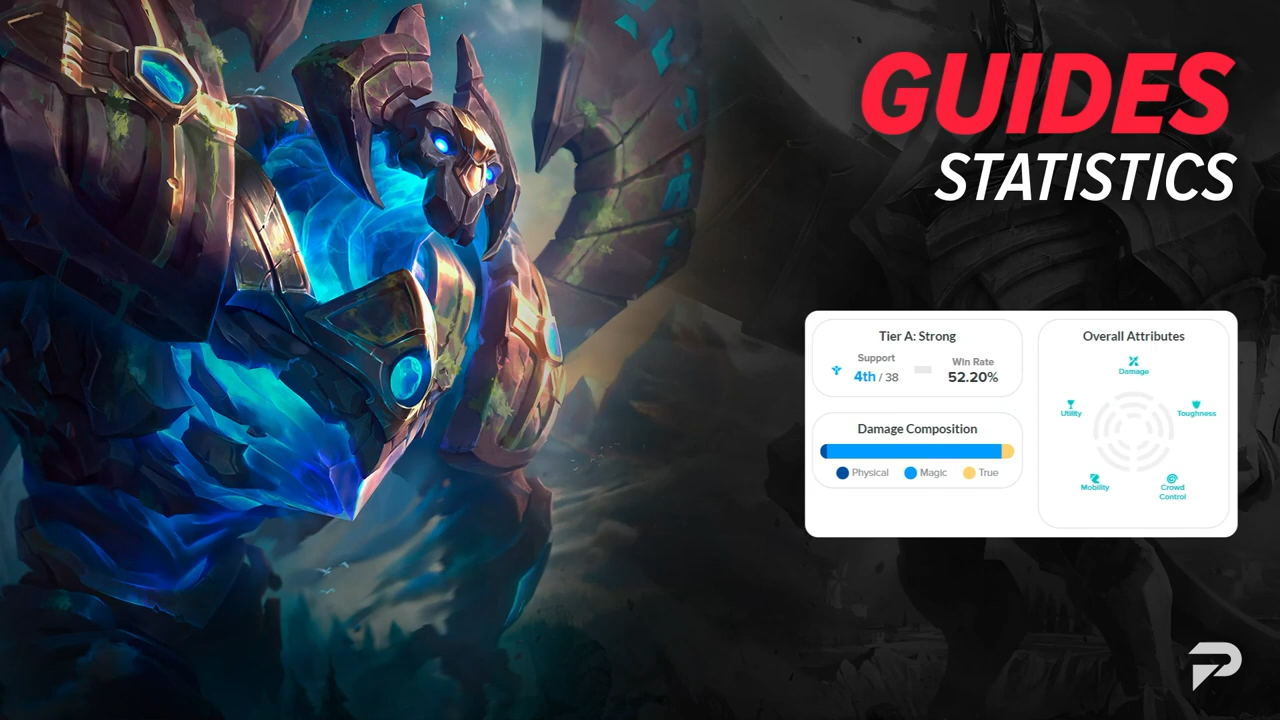 GUIDES
STATISTICS
Tier A: Strong
Support
4th / 38
Win Rate
52.20%
Damage Composition
Physical
Magic
True
Overall Attributes
Damage
Utility
Toughness
Mobility
Crowd
Control